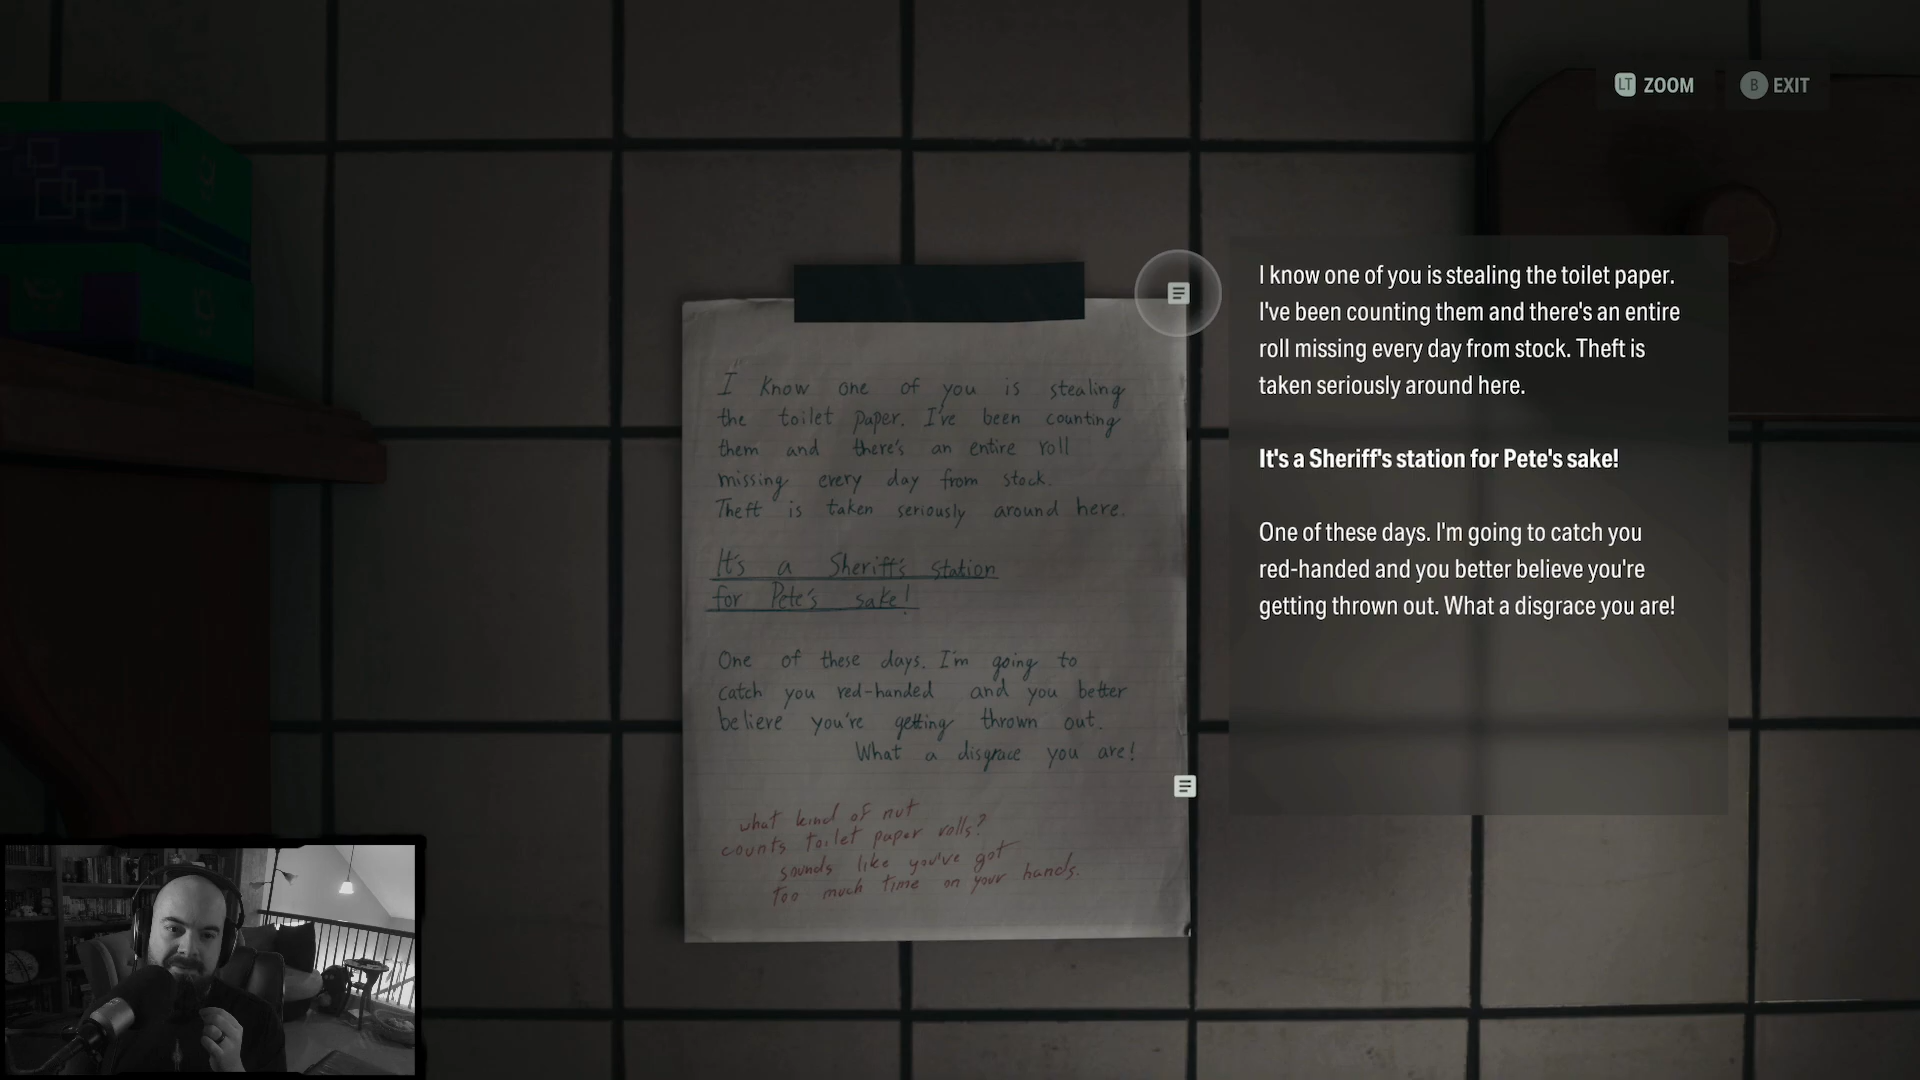 LT ZOOM B EXIT
I know one of you is stealing
the toilet paper. I've been counting
them and there's an entire roll
missing every day from stock.
Theft is taken seriously around here.
It's a Sheriff's station
for Pete's sake!
One of these days. I'm going to
catch you red-handed and you better
believe you're getting thrown out.
What a disgrace you are!
what kind of nut
counts toilet paper rolls?
sounds like you've got
too much time on your hands.
I know one of you is stealing the toilet paper.
I've been counting them and there's an entire
roll missing every day from stock. Theft is
taken seriously around here.
It's a Sheriff's station for Pete's sake!
One of these days. I'm going to catch you
red-handed and you better believe you're
getting thrown out. What a disgrace you are!